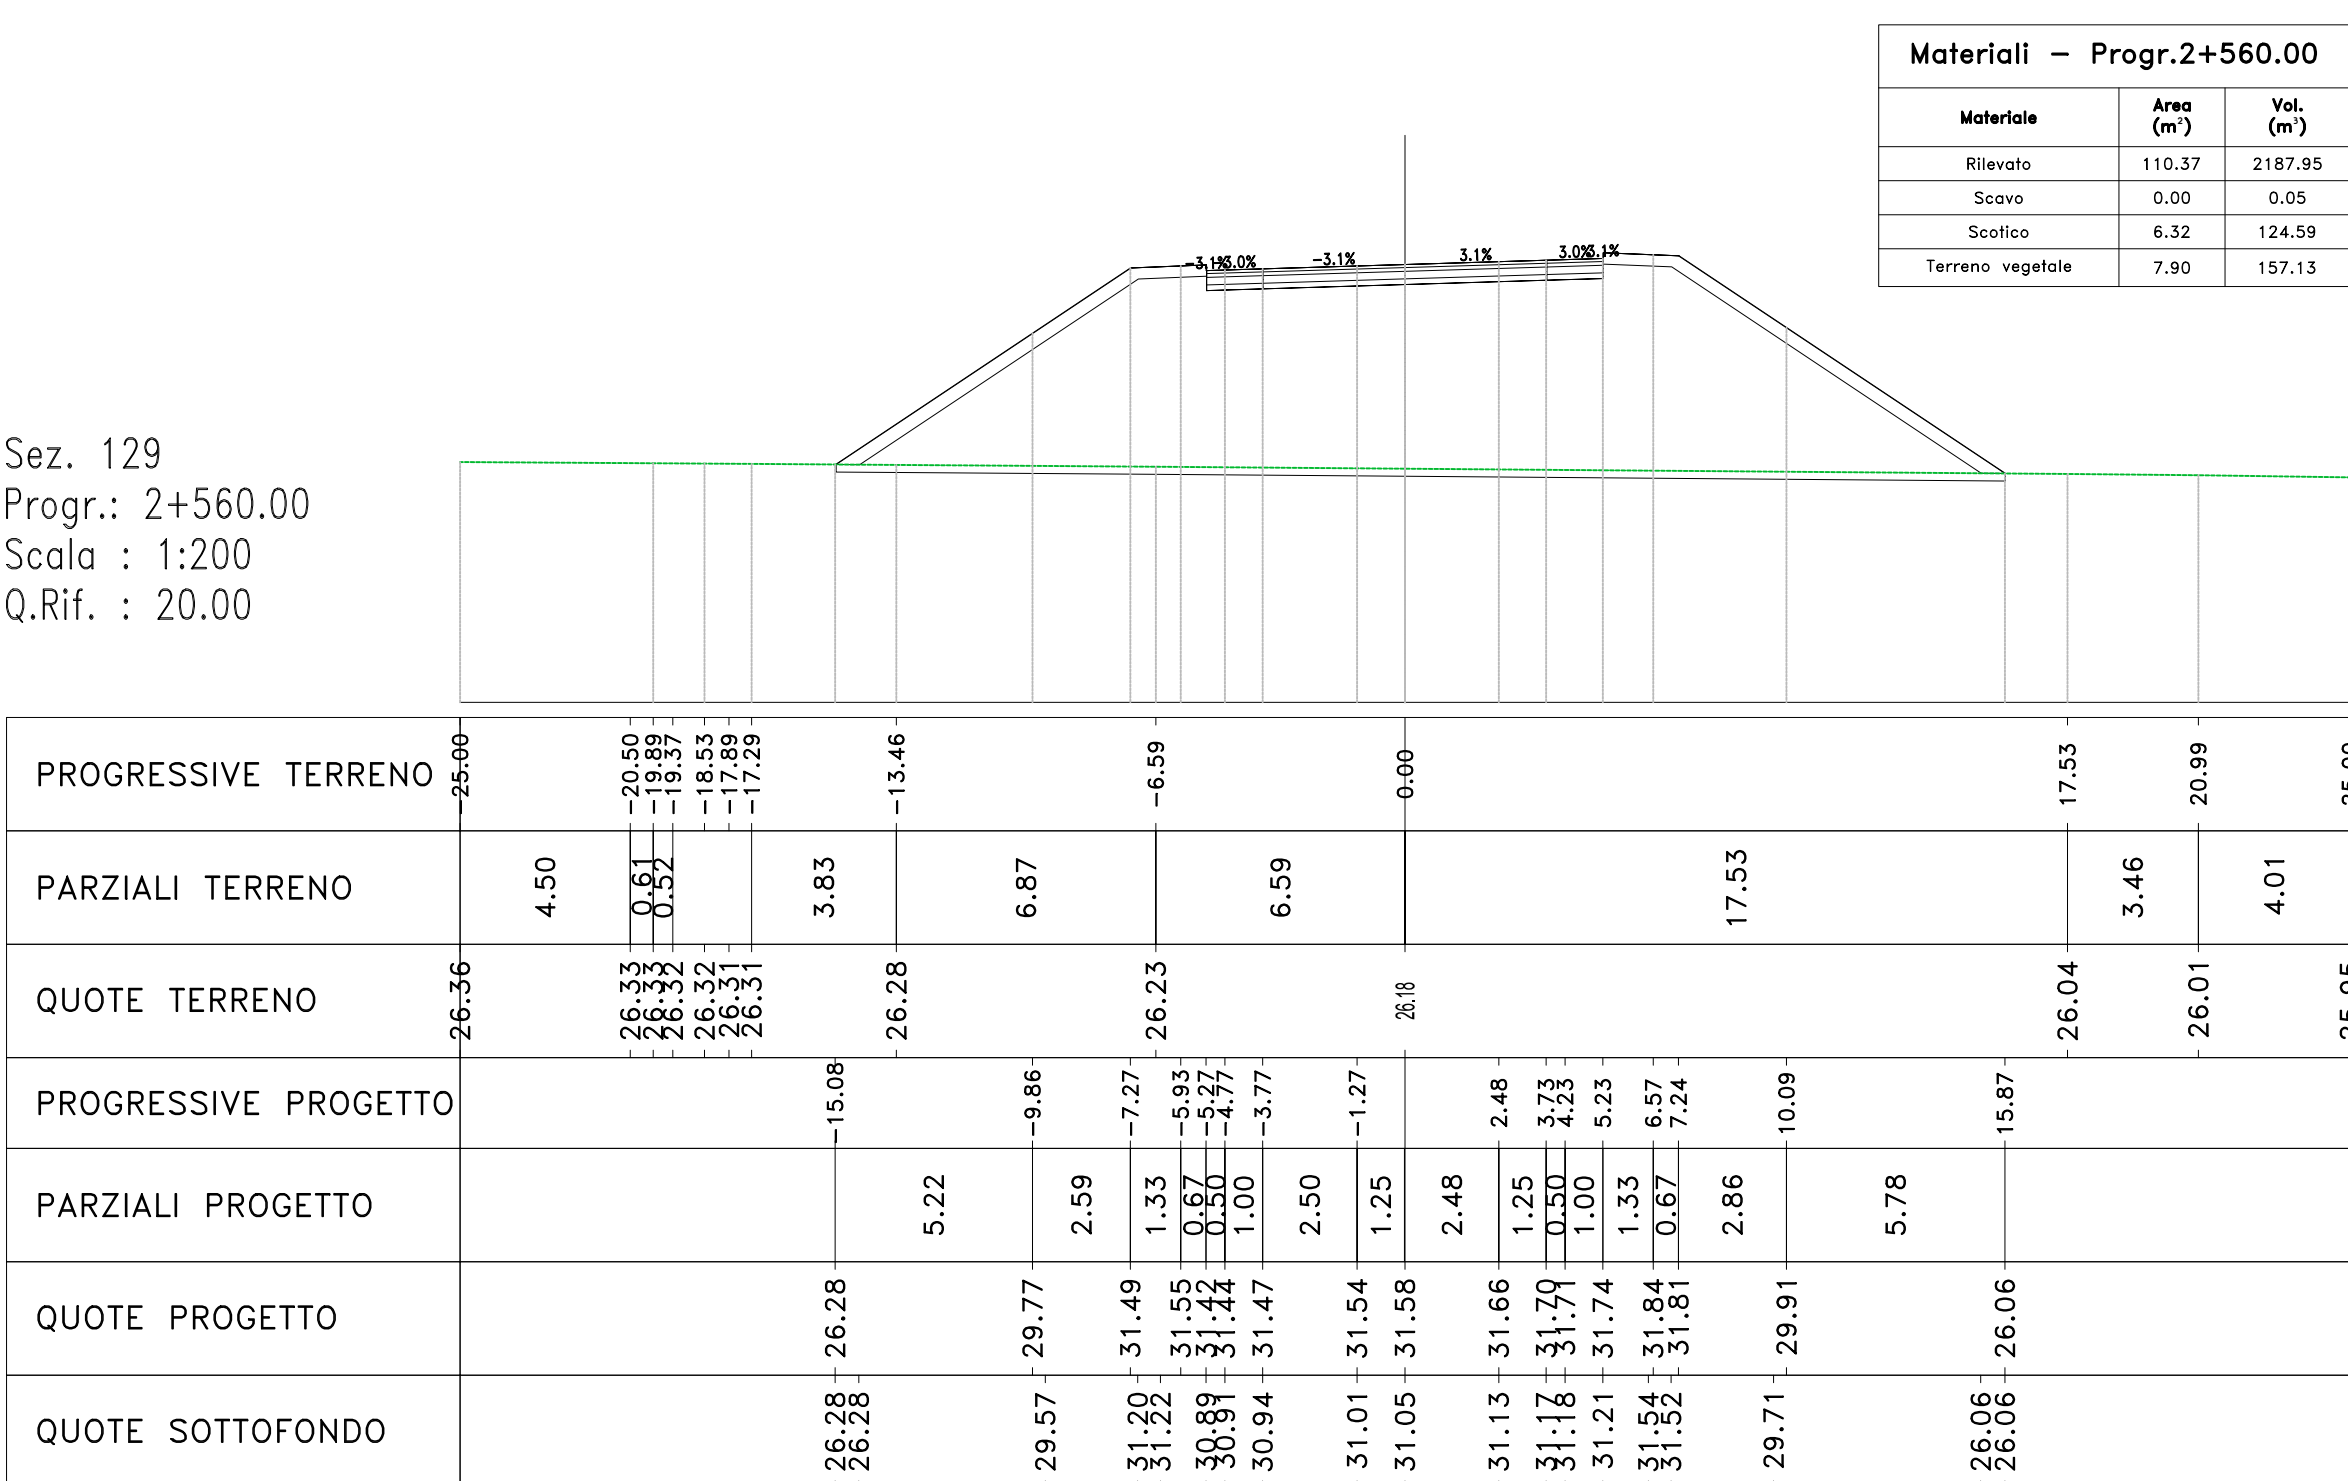 Materiali - Progr.2+560.00
Materiale Area (m²) Vol. (m³)
Rilevato 110.37 2187.95
Scavo 0.00 0.05
Scotico 6.32 124.59
Terreno vegetale 7.90 157.13
-3.1% 3.0% -3.1% 3.1% 3.0% 3.1%
Sez. 129
Progr.: 2+560.00
Scala : 1:200
Q.Rif. : 20.00
PROGRESSIVE TERRENO -25.00 -20.50 -19.89 -19.37 -18.53 -17.89 -17.29 -13.46 -6.59 0.00 17.53 20.99
PARZIALI TERRENO 4.50 0.61 0.52 3.83 6.87 6.59 17.53 3.46 4.01
QUOTE TERRENO 26.36 26.33 26.33 26.32 26.32 26.31 26.31 26.28 26.23 26.18 26.04 26.01
PROGRESSIVE PROGETTO -15.08 -9.86 -7.27 -5.93 -5.27 -4.77 -3.77 -1.27 2.48 3.73 4.23 5.23 6.57 7.24 10.09 15.87
PARZIALI PROGETTO 5.22 2.59 1.33 0.67 0.50 1.00 2.50 1.25 2.48 1.25 0.50 1.00 1.33 0.67 2.86 5.78
QUOTE PROGETTO 26.28 29.77 31.49 31.55 31.42 31.44 31.47 31.54 31.58 31.66 31.70 31.71 31.74 31.84 31.81 29.91 26.06
QUOTE SOTTOFONDO 26.28 26.28 29.57 31.20 31.22 30.89 30.91 30.94 31.01 31.05 31.13 31.17 31.18 31.21 31.54 31.52 29.71 26.06 26.06